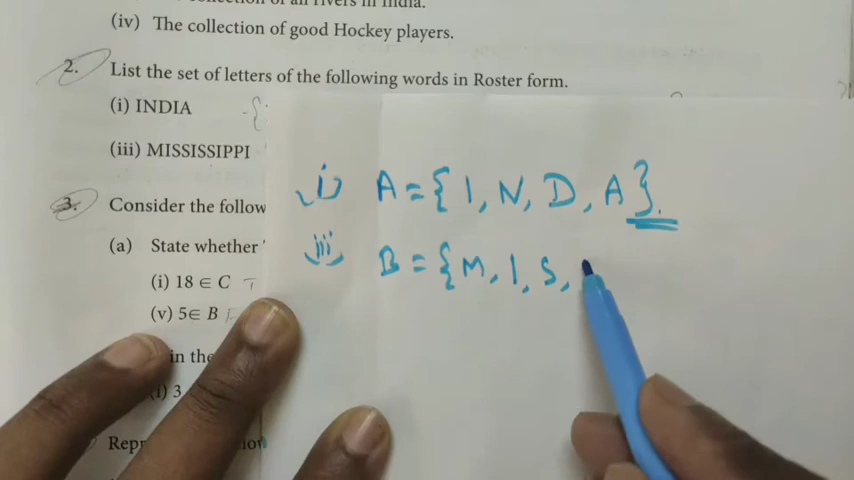 (iv) The collection of good Hockey players.
2. List the set of letters of the following words in Roster form.
(i) INDIA
(iii) MISSISSIPPI
(i) A = { I, N, D, A }.
(iii) B = { M, I, S,
3. Consider the follow
(a) State whether
(i) 18 ∈ C T
(v) 5∈ B F
in the
(i) 3
Repr